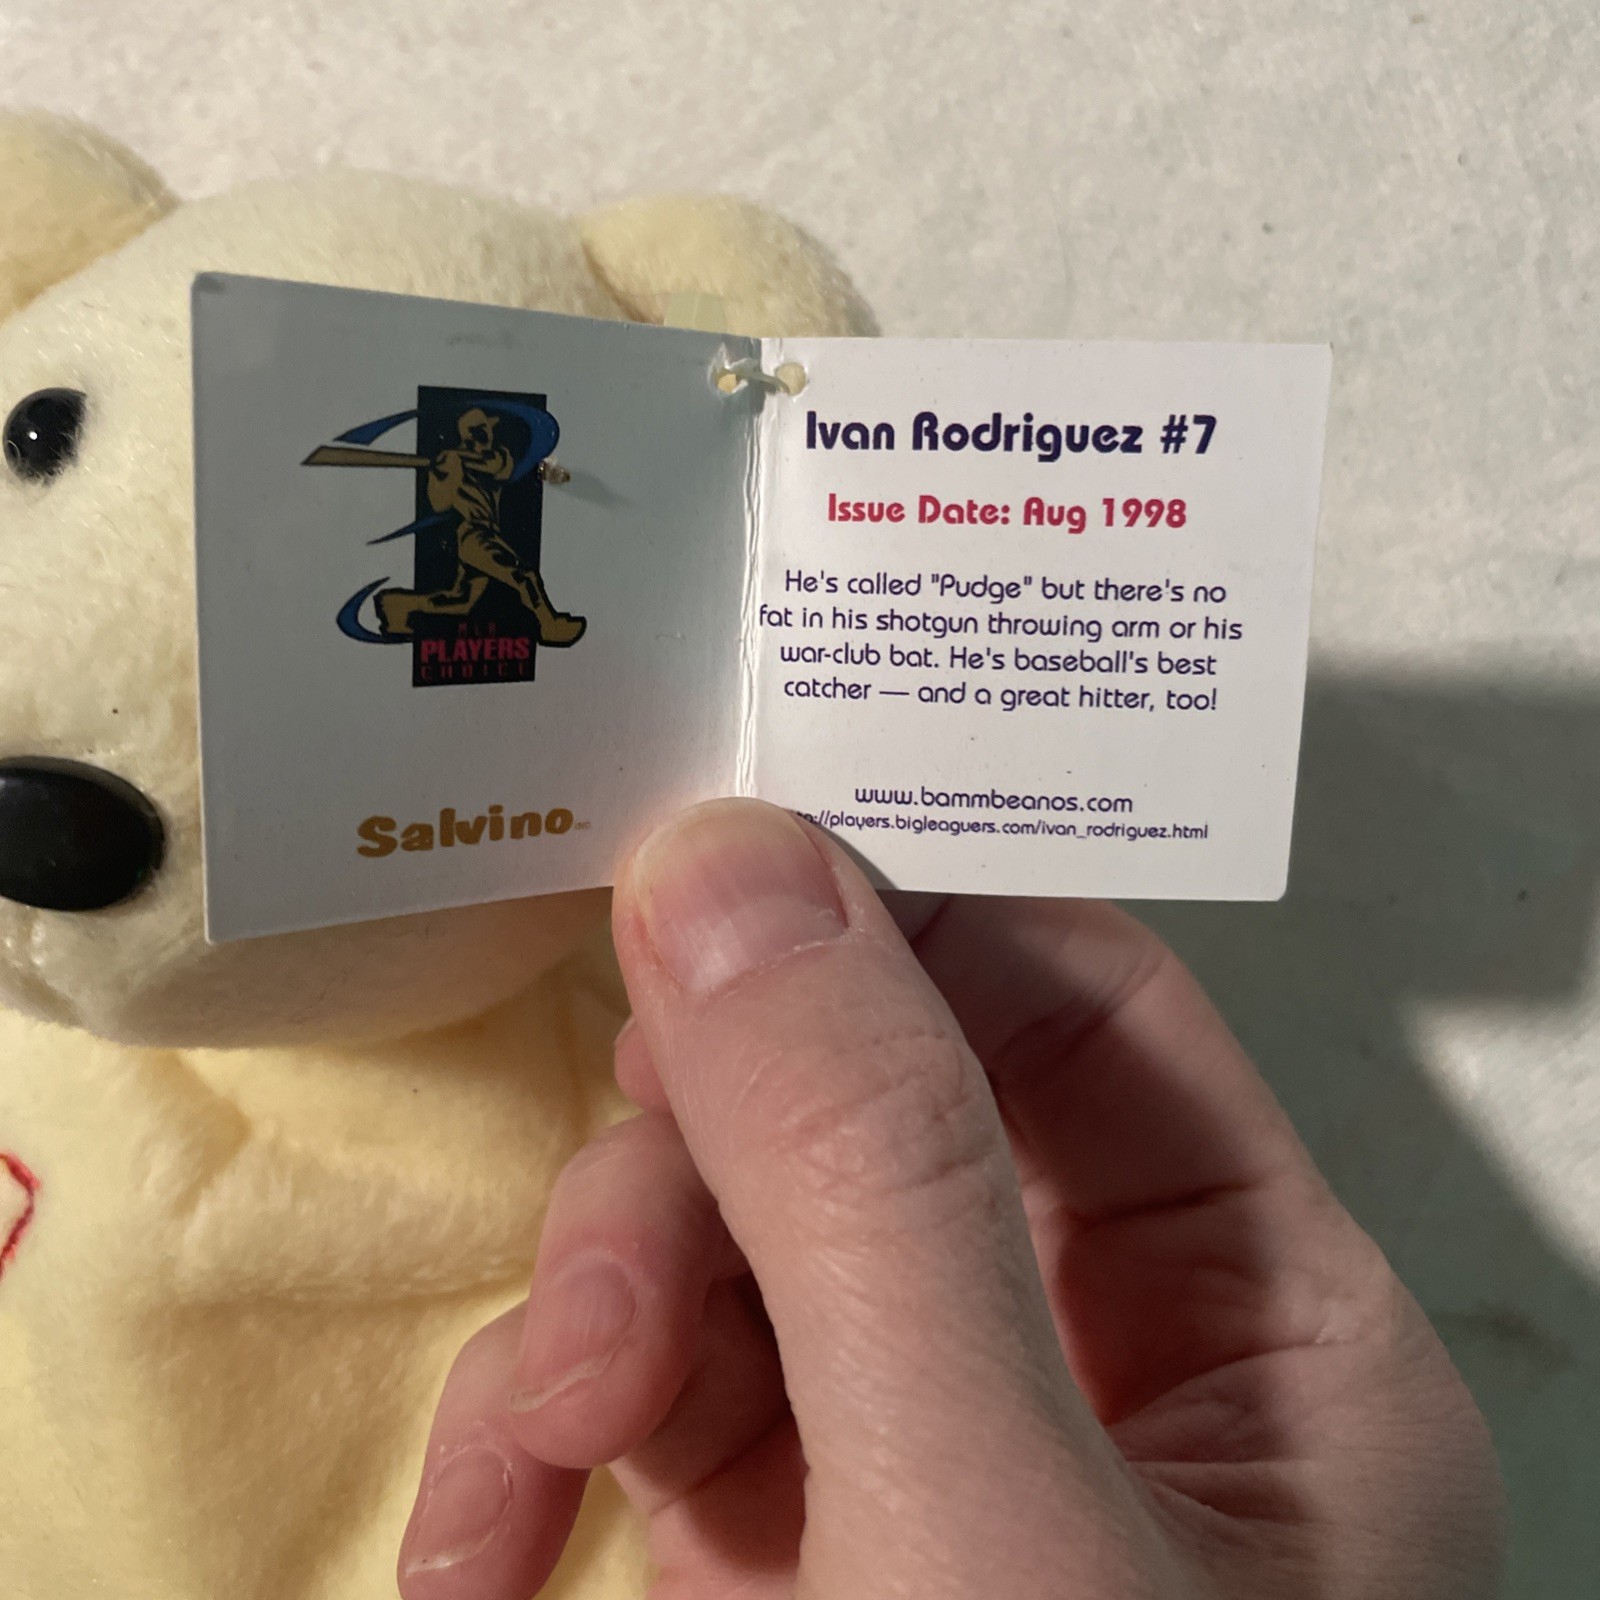 MLB
PLAYERS
CHOICE
Salvino INC
Ivan Rodriguez #7
Issue Date: Aug 1998
He's called "Pudge" but there's no
fat in his shotgun throwing arm or his
war-club bat. He's baseball's best
catcher — and a great hitter, too!
www.bammbeanos.com
://players.bigleaguers.com/ivan_rodriguez.html